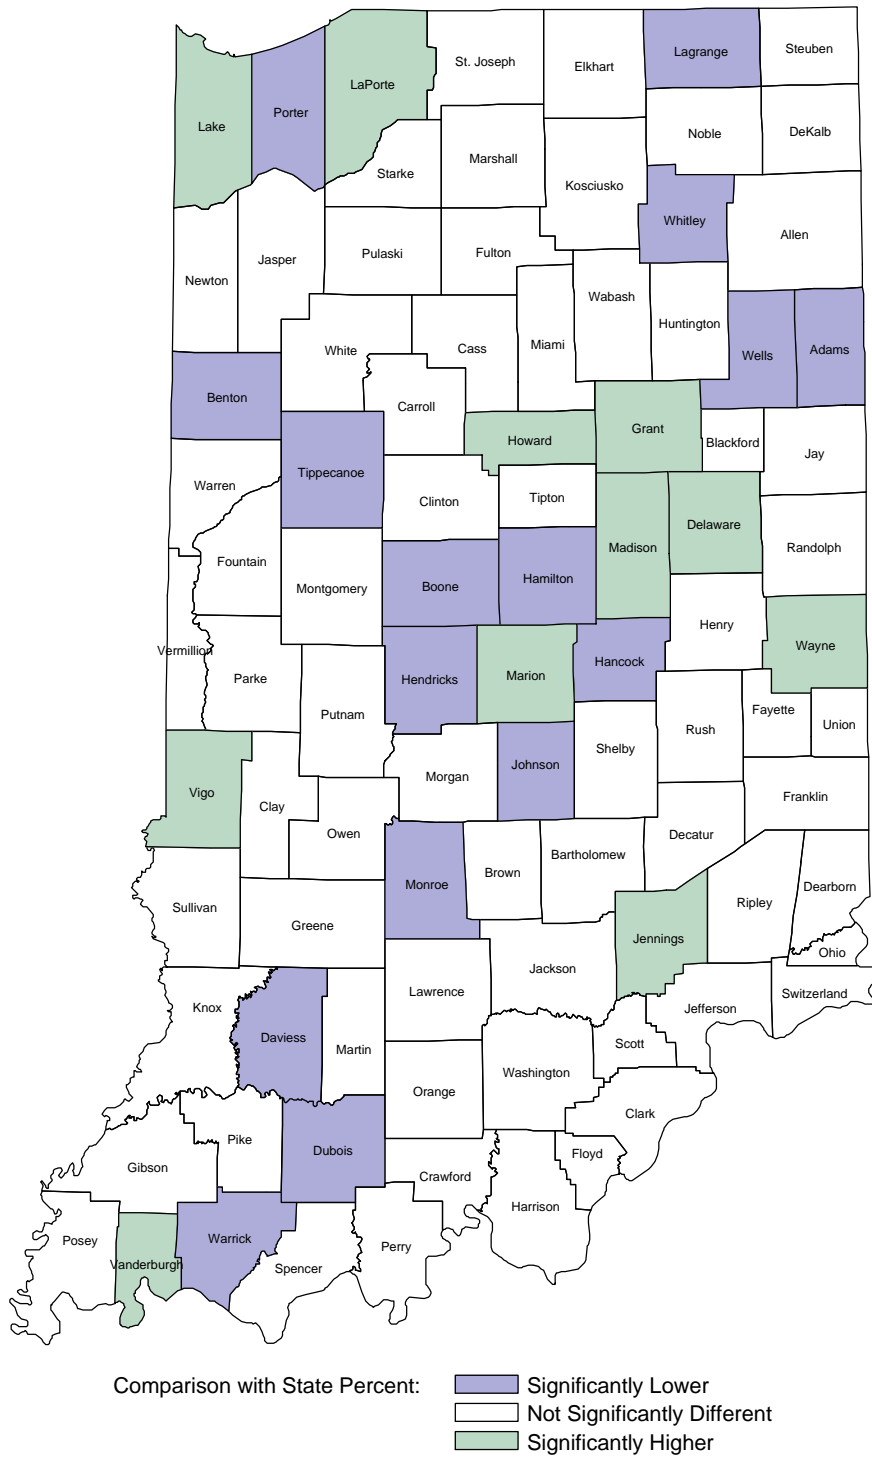 St. Joseph
Elkhart
Lagrange
Steuben
LaPorte
Porter
Lake
Noble
DeKalb
Starke
Marshall
Kosciusko
Whitley
Allen
Newton
Jasper
Pulaski
Fulton
Wabash
Huntington
White
Cass
Miami
Wells
Adams
Benton
Carroll
Howard
Grant
Blackford
Jay
Warren
Tippecanoe
Clinton
Tipton
Fountain
Montgomery
Boone
Hamilton
Madison
Delaware
Randolph
Vermillion
Parke
Putnam
Hendricks
Marion
Hancock
Henry
Wayne
Vigo
Clay
Owen
Morgan
Johnson
Shelby
Rush
Fayette
Union
Franklin
Decatur
Sullivan
Greene
Monroe
Brown
Bartholomew
Jennings
Ripley
Dearborn
Ohio
Knox
Daviess
Martin
Lawrence
Jackson
Jefferson
Switzerland
Scott
Orange
Washington
Clark
Floyd
Gibson
Pike
Dubois
Crawford
Harrison
Posey
Vanderburgh
Warrick
Spencer
Perry
Comparison with State Percent:
Significantly Lower
Not Significantly Different
Significantly Higher